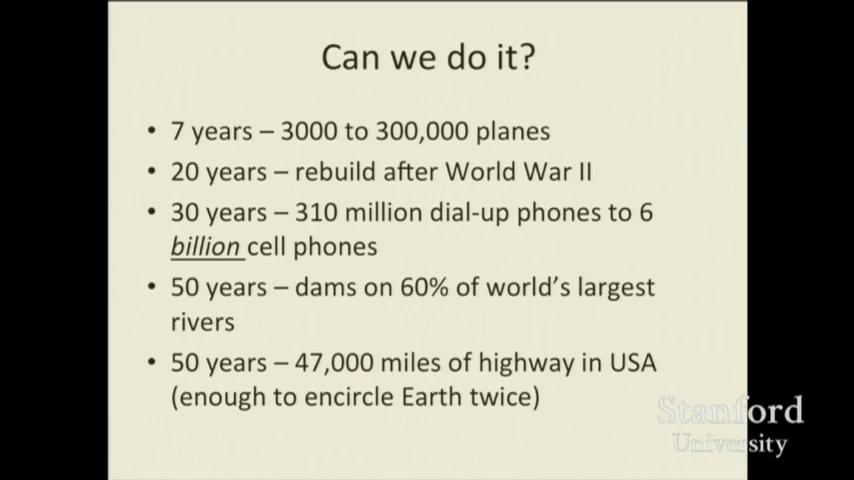 Can we do it?
• 7 years – 3000 to 300,000 planes
• 20 years – rebuild after World War II
• 30 years – 310 million dial-up phones to 6
billion cell phones
• 50 years – dams on 60% of world’s largest
rivers
• 50 years – 47,000 miles of highway in USA
(enough to encircle Earth twice)
Stanford
University